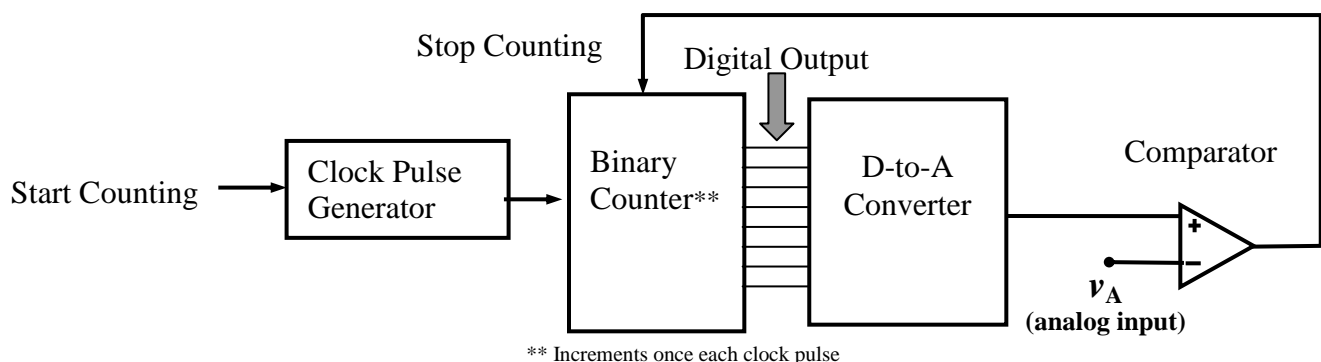 Stop Counting
Digital Output
Start Counting
Clock Pulse
Generator
Binary
Counter**
D-to-A
Converter
Comparator
+
−
vA
(analog input)
** Increments once each clock pulse